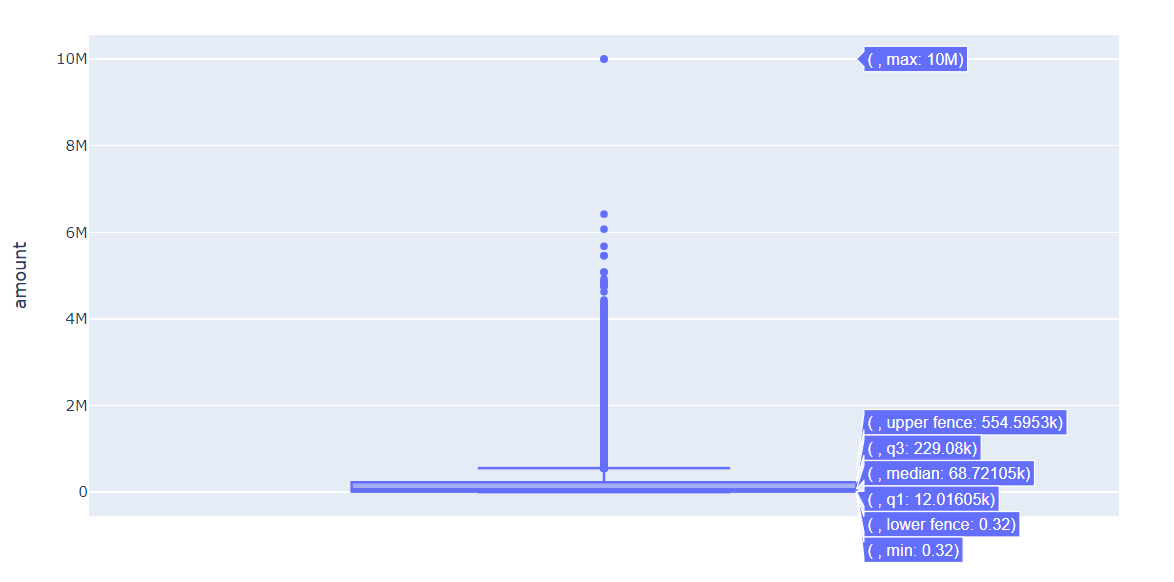 10M
8M
6M
4M
2M
0
amount
( , max: 10M)
( , upper fence: 554.5953k)
( , q3: 229.08k)
( , median: 68.72105k)
( , q1: 12.01605k)
( , lower fence: 0.32)
( , min: 0.32)